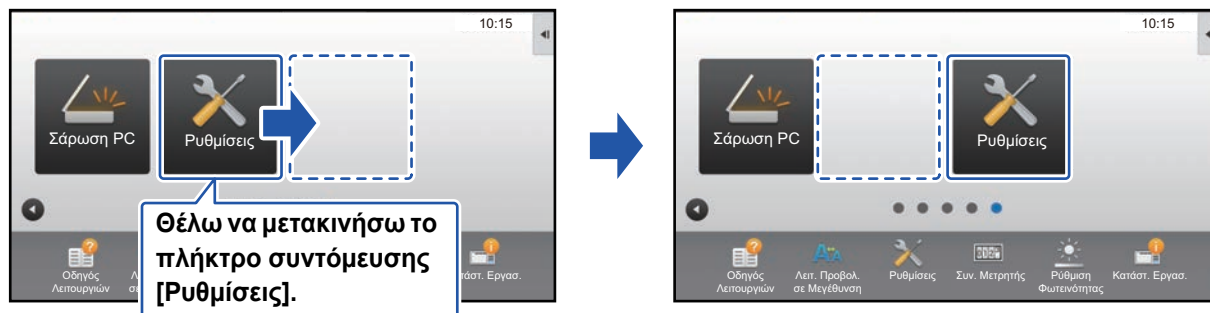 10:15
Σάρωση PC
Ρυθμίσεις
Θέλω να μετακινήσω το
πλήκτρο συντόμευσης
[Ρυθμίσεις].
Οδηγός
Λειτουργιών
Εργασ.
10:15
Σάρωση PC
Ρυθμίσεις
Οδηγός
Λειτουργιών
Λειτ. Προβολ.
σε Μεγέθυνση
Ρυθμίσεις
Συν. Μετρητής
Ρύθμιση
Φωτεινότητας
Κατάστ. Εργασ.